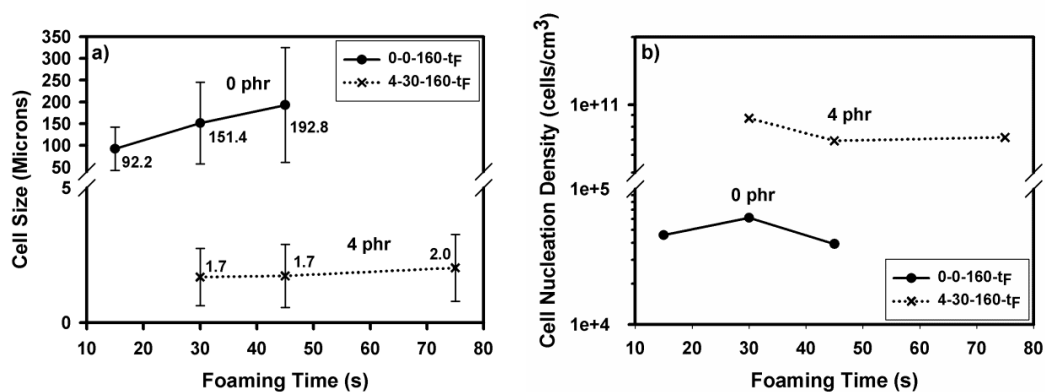 a)
0-0-160-tF
4-30-160-tF
0 phr
92.2
151.4
192.8
4 phr
1.7
1.7
2.0
350
300
250
200
150
100
50
5
0
Cell Size (Microns)
10 20 30 40 50 60 70 80
Foaming Time (s)
b)
4 phr
0 phr
0-0-160-tF
4-30-160-tF
1e+11
1e+5
1e+4
Cell Nucleation Density (cells/cm3)
10 20 30 40 50 60 70 80
Foaming Time (s)